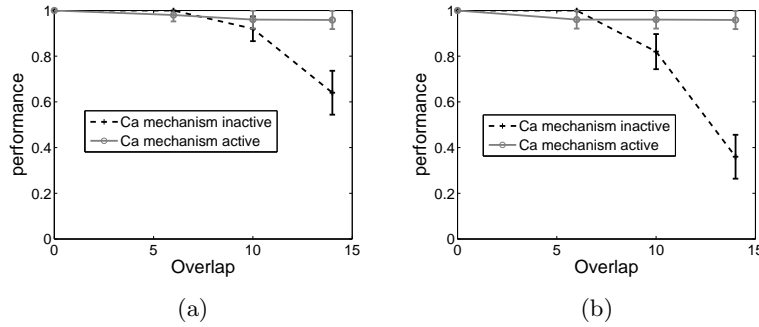 1
0.8
0.6
0.4
0.2
0
0
5
10
15
performance
Overlap
Ca mechanism inactive
Ca mechanism active
(a)
1
0.8
0.6
0.4
0.2
0
0
5
10
15
performance
Overlap
Ca mechanism inactive
Ca mechanism active
(b)